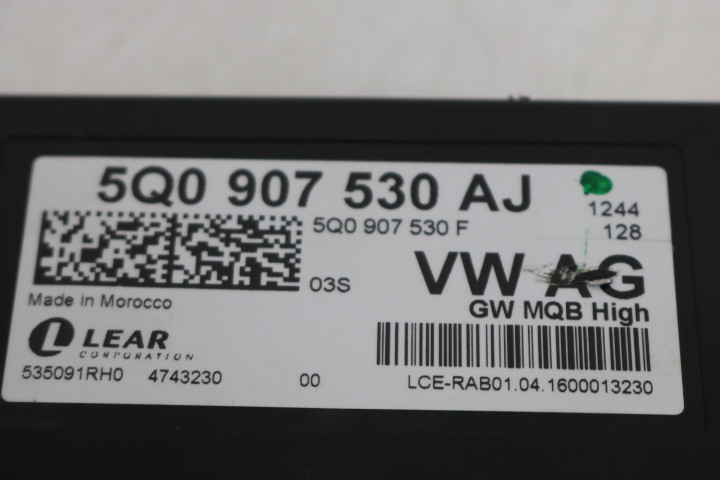 5Q0 907 530 AJ
1244
5Q0 907 530 F
128
03S
VW AG
GW MQB High
Made in Morocco
LEAR
CORPORATION
535091RH0 4743230 00 LCE-RAB01.04.1600013230